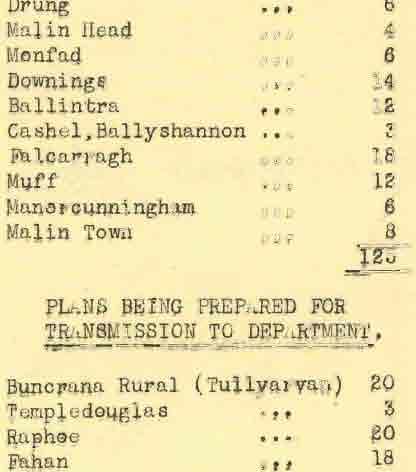 Drung ... 6
Malin Head ... 4
Monfad ... 6
Downings ... 14
Ballintra ... 12
Cashel,Ballyshannon ... 3
Falcarragh ... 18
Muff ... 12
Manorcunningham ... 6
Malin Town ... 8
PLANS BEING PREPARED FOR
TRANSMISSION TO DEPARTMENT.
Buncrana Rural (Tullyarvan) 20
Templedouglas ... 3
Raphoe ... 20
Fahan ... 18